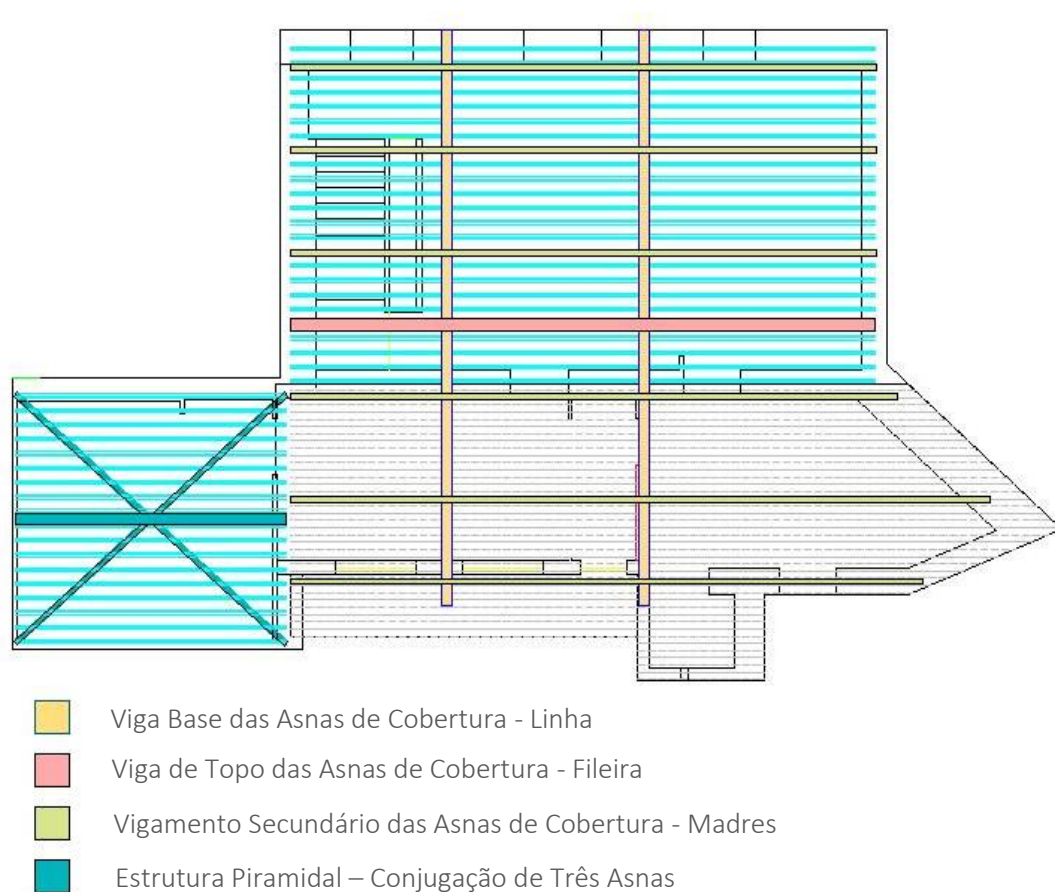 Viga Base das Asnas de Cobertura - Linha
Viga de Topo das Asnas de Cobertura - Fileira
Vigamento Secundário das Asnas de Cobertura - Madres
Estrutura Piramidal – Conjugação de Três Asnas